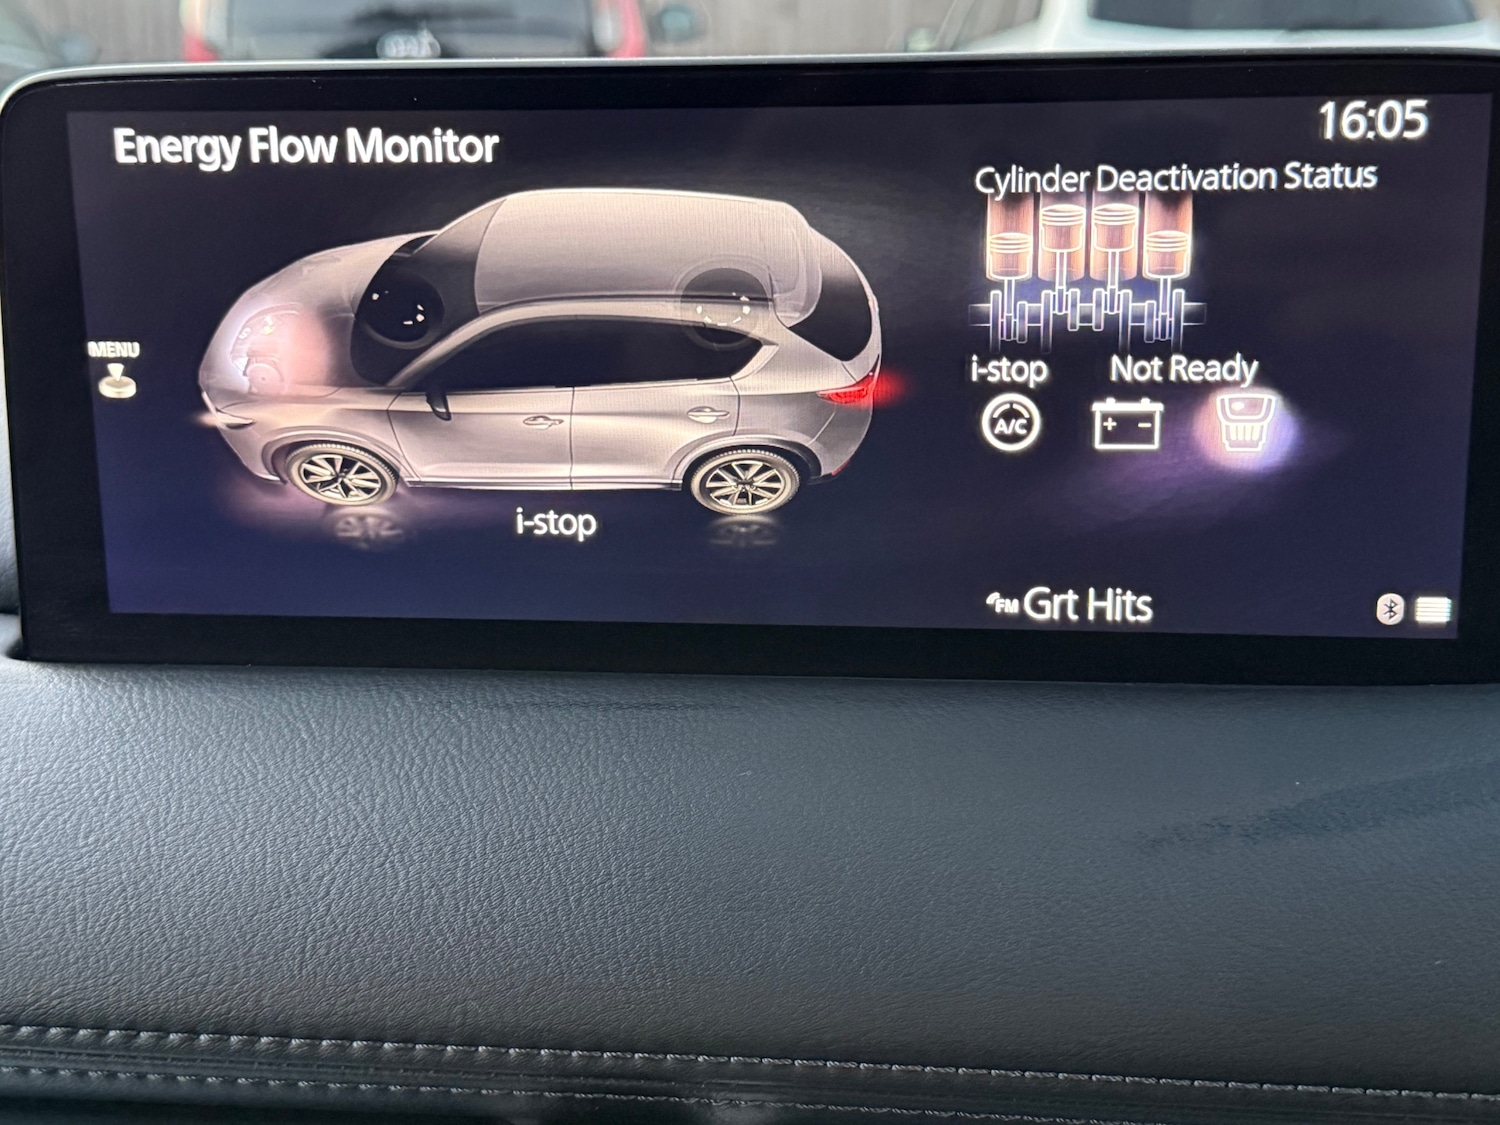 Energy Flow Monitor
16:05
Cylinder Deactivation Status
MENU
i-stop
Not Ready
A/C
+ -
i-stop
FM Grt Hits